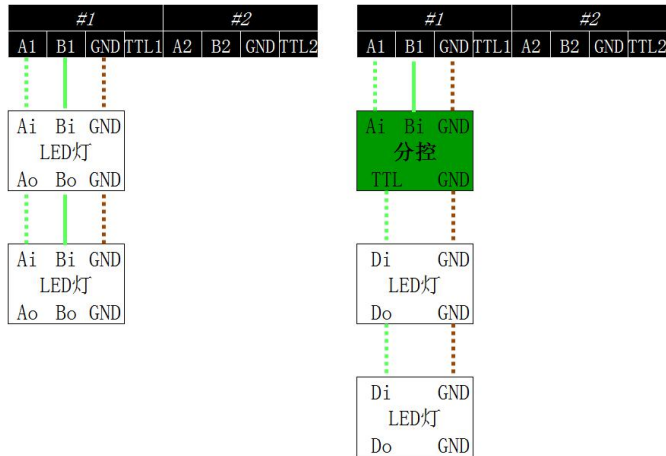 #1 #2
A1 B1 GND TTL1 A2 B2 GND TTL2
Ai Bi GND
LED灯
Ao Bo GND
Ai Bi GND
LED灯
Ao Bo GND
#1 #2
A1 B1 GND TTL1 A2 B2 GND TTL2
Ai Bi GND
分控
TTL GND
Di GND
LED灯
Do GND
Di GND
LED灯
Do GND